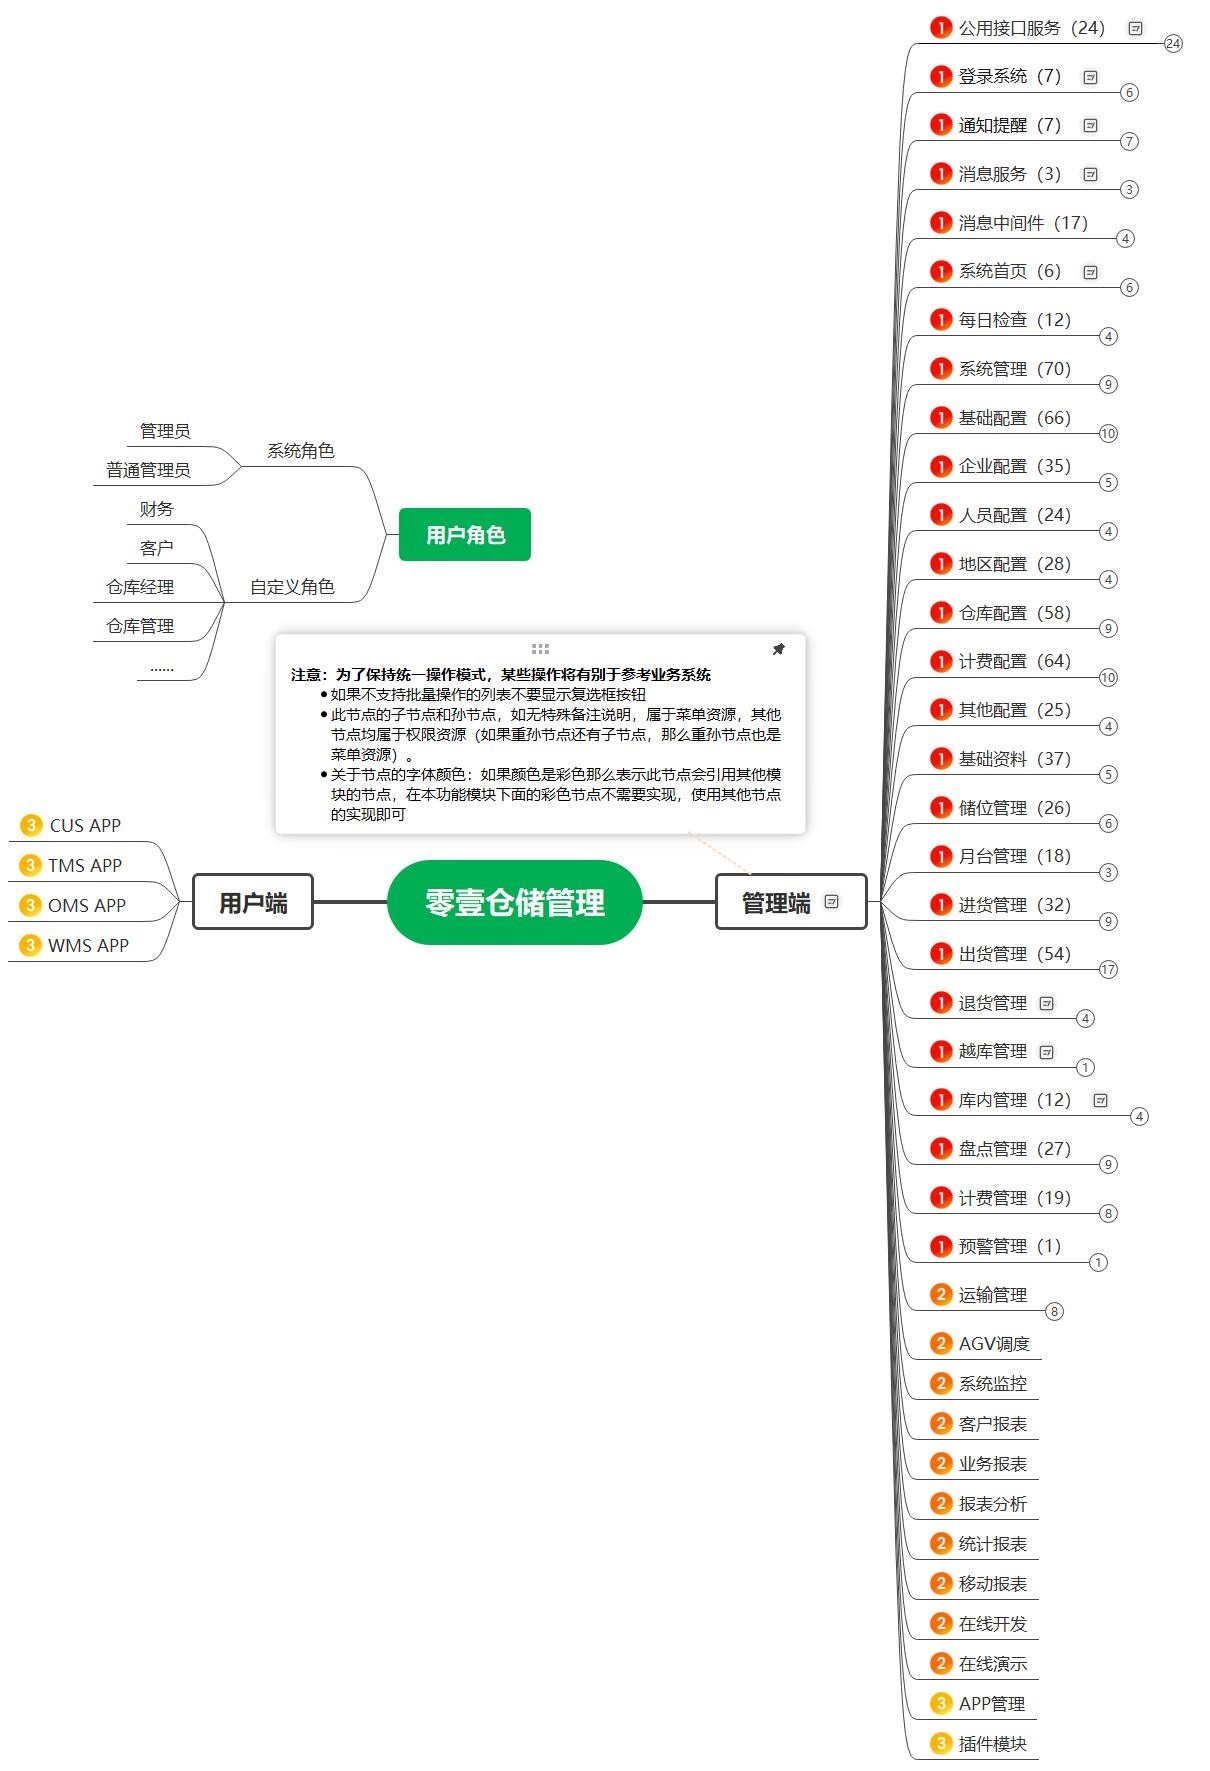 管理员
普通管理员
系统角色
财务
客户
仓库经理
仓库管理
......
自定义角色
用户角色
注意：为了保持统一操作模式，某些操作将有别于参考业务系统
如果不支持批量操作的列表不要显示复选框按钮
此节点的子节点和孙节点，如无特殊备注说明，属于菜单资源，其他
节点均属于权限资源（如果重孙节点还有子节点，那么重孙节点也是
菜单资源）。
关于节点的字体颜色：如果颜色是彩色那么表示此节点会引用其他模
块的节点，在本功能模块下面的彩色节点不需要实现，使用其他节点
的实现即可
3 CUS APP
3 TMS APP
3 OMS APP
3 WMS APP
用户端
零壹仓储管理
管理端
1 公用接口服务（24） 24
1 登录系统（7） 6
1 通知提醒（7） 7
1 消息服务（3） 3
1 消息中间件（17） 4
1 系统首页（6） 6
1 每日检查（12） 4
1 系统管理（70） 9
1 基础配置（66） 10
1 企业配置（35） 5
1 人员配置（24） 4
1 地区配置（28） 4
1 仓库配置（58） 9
1 计费配置（64） 10
1 其他配置（25） 4
1 基础资料（37） 5
1 储位管理（26） 6
1 月台管理（18） 3
1 进货管理（32） 9
1 出货管理（54） 17
1 退货管理 4
1 越库管理 1
1 库内管理（12） 4
1 盘点管理（27） 9
1 计费管理（19） 8
1 预警管理（1） 1
2 运输管理 8
2 AGV调度
2 系统监控
2 客户报表
2 业务报表
2 报表分析
2 统计报表
2 移动报表
2 在线开发
2 在线演示
3 APP管理
3 插件模块